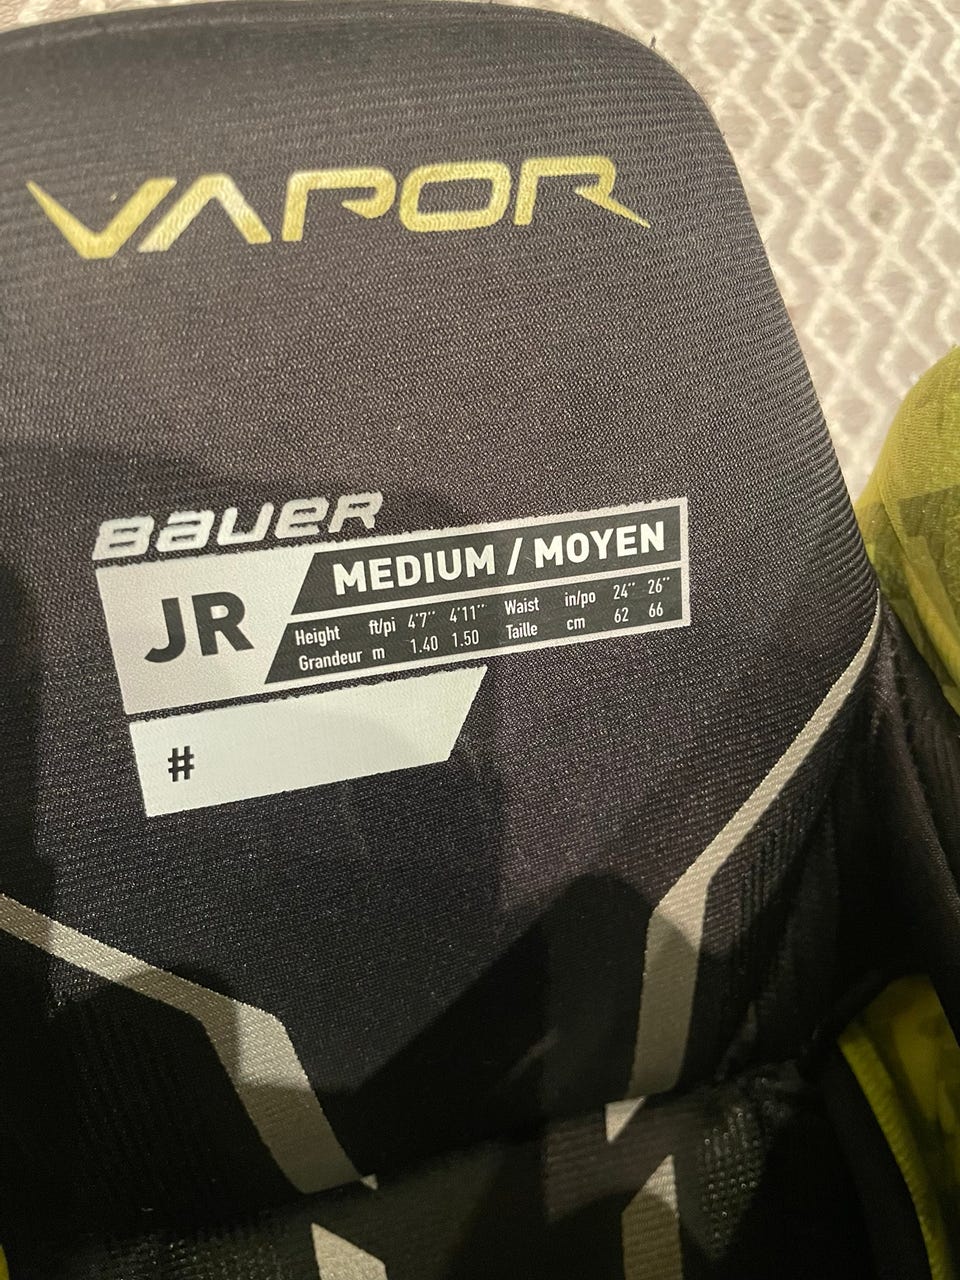 VAPOR
BAUER
JR
MEDIUM / MOYEN
Height ft/pi 4'7'' 4'11'' Waist in/po 24'' 26''
Grandeur m 1.40 1.50 Taille cm 62 66
#